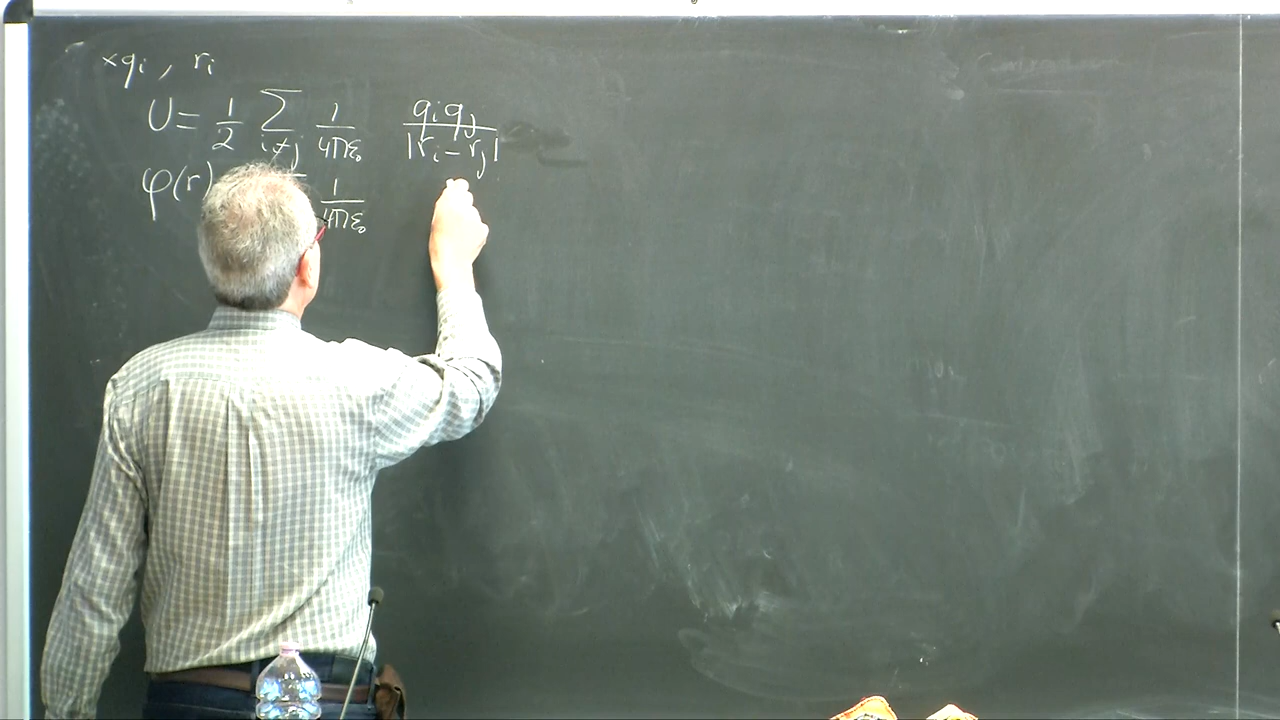 ×qᵢ , rᵢ
U = 1/2 Σ_{i≠j} 1/4πε₀ qᵢqⱼ/|rᵢ − rⱼ|
φ(r) 1/4πε₀